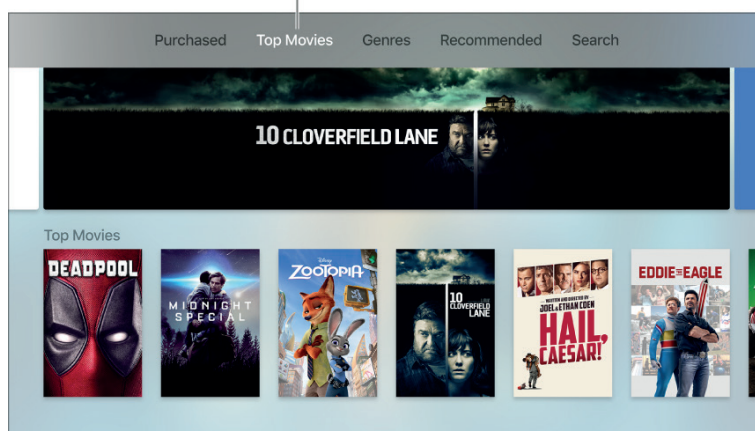 Purchased Top Movies Genres Recommended Search
10 CLOVERFIELD LANE
Top Movies
DEADPOOL
MIDNIGHT
SPECIAL
Disney
ZOOTOPIA
10
CLOVERFIELD
LANE
WRITTEN AND DIRECTED BY
JOEL & ETHAN COEN
HAIL,
CAESAR!
EDDIE THE EAGLE